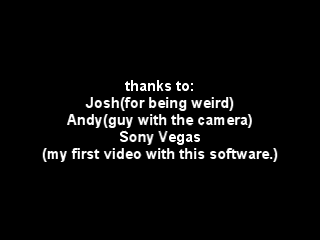 thanks to:
Josh(for being weird)
Andy(guy with the camera)
Sony Vegas
(my first video with this software.)